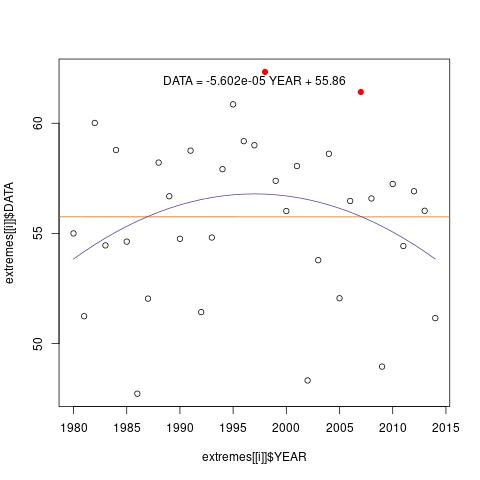 DATA = -5.602e-05 YEAR + 55.86
60
55
50
extremes[[i]]$DATA
1980 1985 1990 1995 2000 2005 2010 2015
extremes[[i]]$YEAR